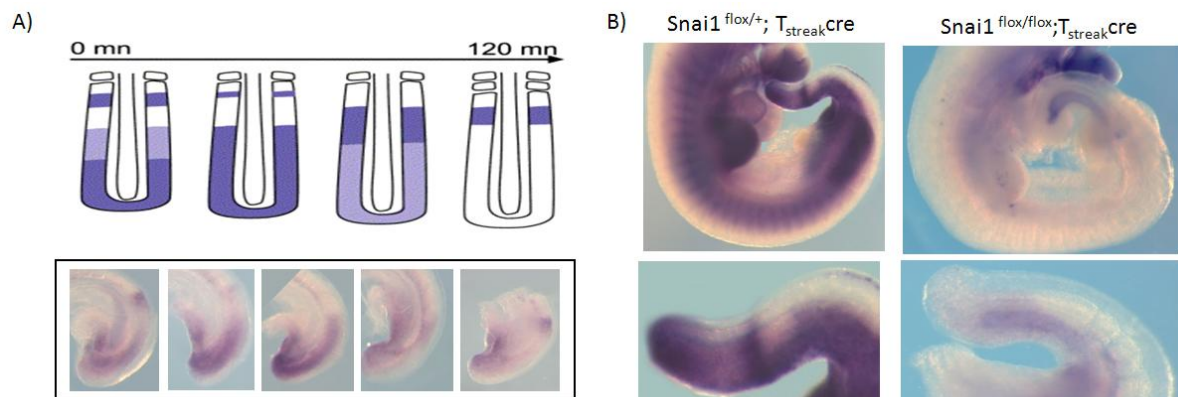 A)
0 mn 120 mn
B)
Snai1 flox/+; Tstreakcre
Snai1 flox/flox;Tstreakcre